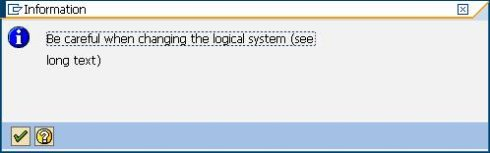 Information
Be careful when changing the logical system (see
long text)